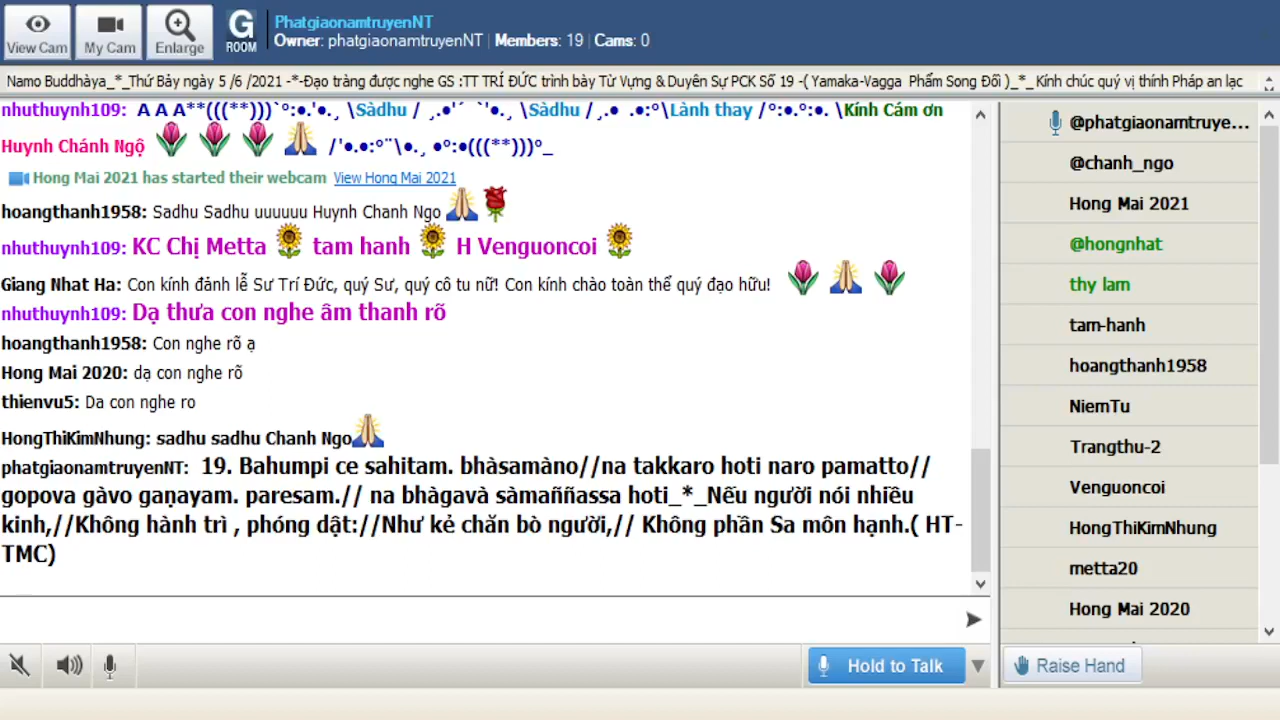 View Cam
My Cam
Enlarge
G
ROOM
PhatgiaonamtruyenNT
Owner: phatgiaonamtruyenNT | Members: 19 | Cams: 0
Namo Buddhàya_*_Thứ Bảy ngày 5 /6 /2021 -*-Đạo tràng được nghe GS :TT TRÍ ĐỨC trình bày Từ Vựng & Duyên Sự PCK Số 19 -( Yamaka-Vagga Phẩm Song Đối )_*_Kính chúc quý vị thính Pháp an lạc
nhuthuynh109: A A A**(((**)))`°:•.'•.¸ \Sàdhu / ¸.•'´ `'•.¸ \Sàdhu / ¸.• .•:°\Lành thay /°:•.°:•. \Kính Cám ơn
Huynh Chánh Ngộ /'•.•:°¨\•.¸ •°:•(((**)))°_
Hong Mai 2021 has started their webcam View Hong Mai 2021
hoangthanh1958: Sadhu Sadhu uuuuuu Huynh Chanh Ngo
nhuthuynh109: KC Chị Metta tam hanh H Venguoncoi
Giang Nhat Ha: Con kính đảnh lễ Sư Trí Đức, quý Sư, quý cô tu nữ! Con kính chào toàn thể quý đạo hữu!
nhuthuynh109: Dạ thưa con nghe âm thanh rõ
hoangthanh1958: Con nghe rõ ạ
Hong Mai 2020: dạ con nghe rõ
thienvu5: Da con nghe ro
HongThiKimNhung: sadhu sadhu Chanh Ngo
phatgiaonamtruyenNT: 19. Bahumpi ce sahitam. bhàsamàno//na takkaro hoti naro pamatto//
gopova gàvo gaṇayam. paresam.// na bhàgavà sàmaññassa hoti_*_Nếu người nói nhiều
kinh,//Không hành trì , phóng dật://Như kẻ chăn bò người,// Không phần Sa môn hạnh.( HT-
TMC)
@phatgiaonamtruye...
@chanh_ngo
Hong Mai 2021
@hongnhat
thy lam
tam-hanh
hoangthanh1958
NiemTu
Trangthu-2
Venguoncoi
HongThiKimNhung
metta20
Hong Mai 2020
Hold to Talk
Raise Hand